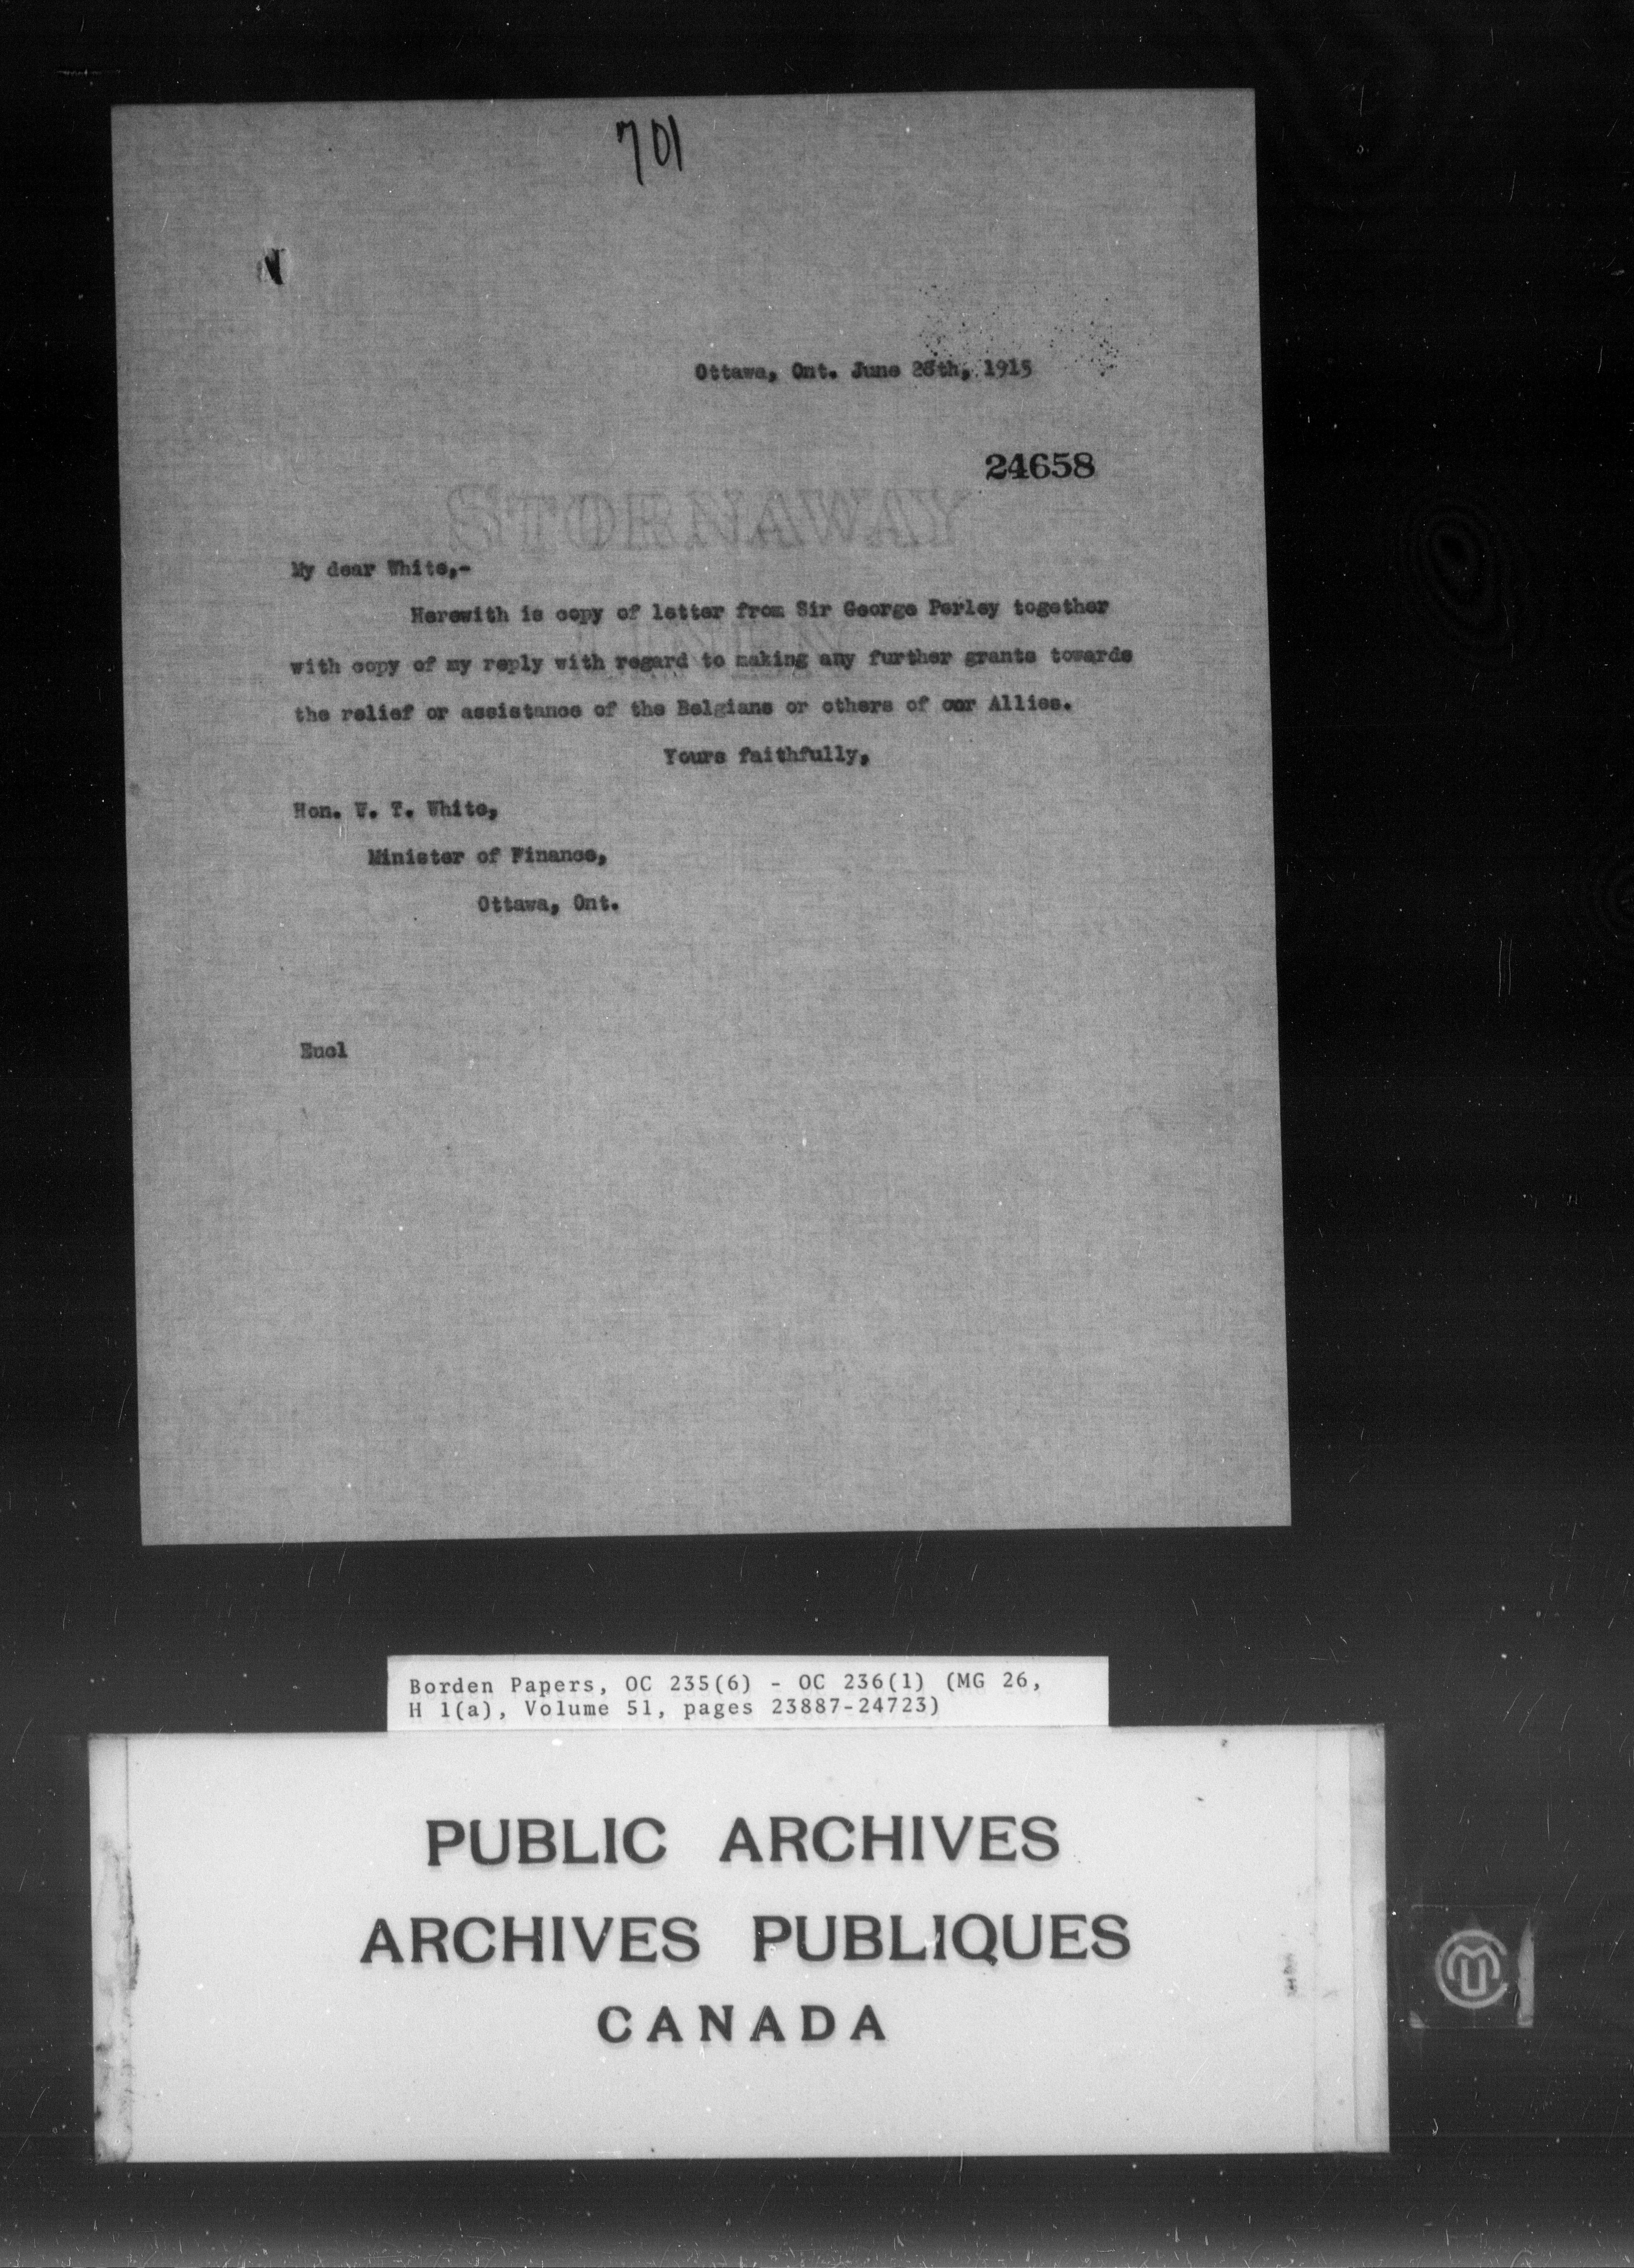 701
Ottawa, Ont. June 26th, 1915
24658
STORNAWAY
My dear White,-
Herewith is copy of letter from Sir George Perley together
LINEN
with copy of my reply with regard to making any further grants towards
the relief or assistance of the Belgians or others of our Allies.
Yours faithfully,
Hon. W. T. White,
Minister of Finance,
Ottawa, Ont.
Encl
Borden Papers, OC 235(6) - OC 236(1) (MG 26,
H 1(a), Volume 51, pages 23887-24723)
PUBLIC ARCHIVES
ARCHIVES PUBLIQUES
CANADA